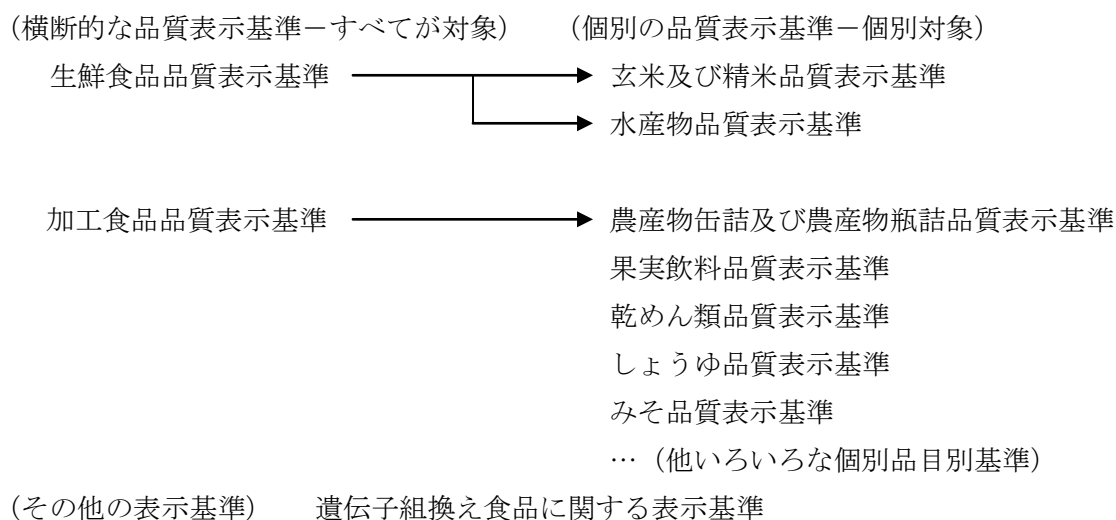 （横断的な品質表示基準－すべてが対象）　（個別の品質表示基準－個別対象）
生鮮食品品質表示基準　玄米及び精米品質表示基準
水産物品質表示基準
加工食品品質表示基準　農産物缶詰及び農産物瓶詰品質表示基準
果実飲料品質表示基準
乾めん類品質表示基準
しょうゆ品質表示基準
みそ品質表示基準
…（他いろいろな個別品目別基準）
（その他の表示基準）　遺伝子組換え食品に関する表示基準